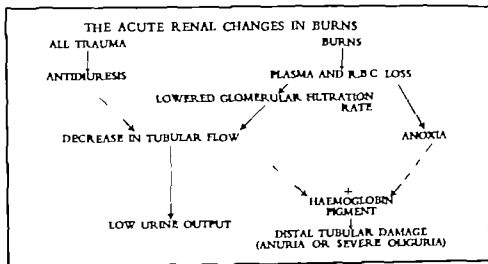 THE ACUTE RENAL CHANGES IN BURNS
ALL TRAUMA
BURNS
ANTIDIURESIS
PLASMA AND R.B.C LOSS
LOWERED GLOMERULAR FILTRATION
RATE
DECREASE IN TUBULAR FLOW
ANOXIA
+
HAEMOGLOBIN
PIGMENT
LOW URINE OUTPUT
DISTAL TUBULAR DAMAGE
(ANURIA OR SEVERE OLIGURIA)